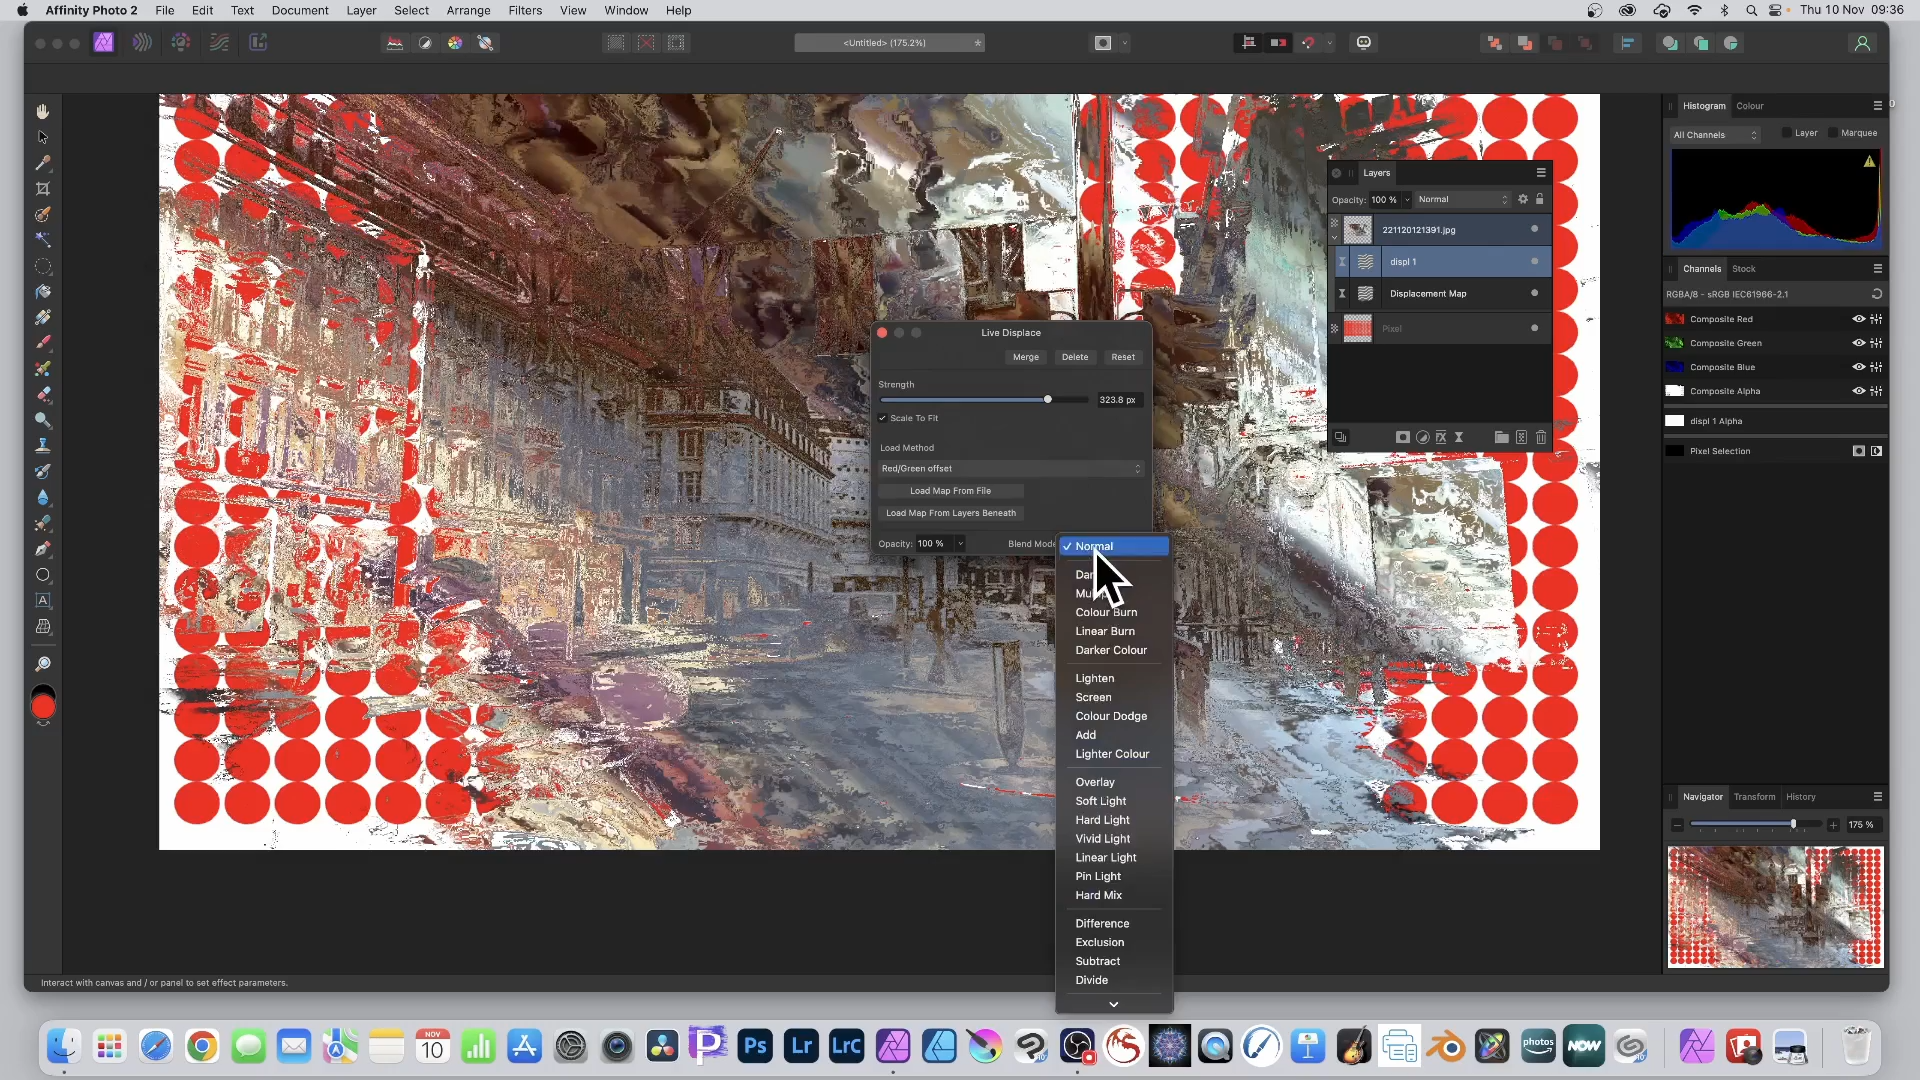 Affinity Photo 2 File Edit Text Document Layer Select Arrange Filters View Window Help Thu 10 Nov 09:36
<Untitled> (175.2%)
Histogram Colour
All Channels Layer Marquee
Layers
Opacity: 100 % Normal
221120121391.jpg
displ 1
Displacement Map
Pixel
Channels Stock
RGBA/8 - sRGB IEC61966-2.1
Composite Red
Composite Green
Composite Blue
Composite Alpha
displ 1 Alpha
Pixel Selection
Live Displace
Merge Delete Reset
Strength
323.8 px
Scale To Fit
Load Method
Red/Green offset
Load Map From File
Load Map From Layers Beneath
Opacity: 100 % Blend Mode
Normal
Colour Burn
Linear Burn
Darker Colour
Lighten
Screen
Colour Dodge
Add
Lighter Colour
Overlay
Soft Light
Hard Light
Vivid Light
Linear Light
Pin Light
Hard Mix
Difference
Exclusion
Subtract
Divide
Navigator Transform History
175 %
Interact with canvas and / or panel to set effect parameters.
NOV
10
Ps
Lr
LrC
photos
NOW